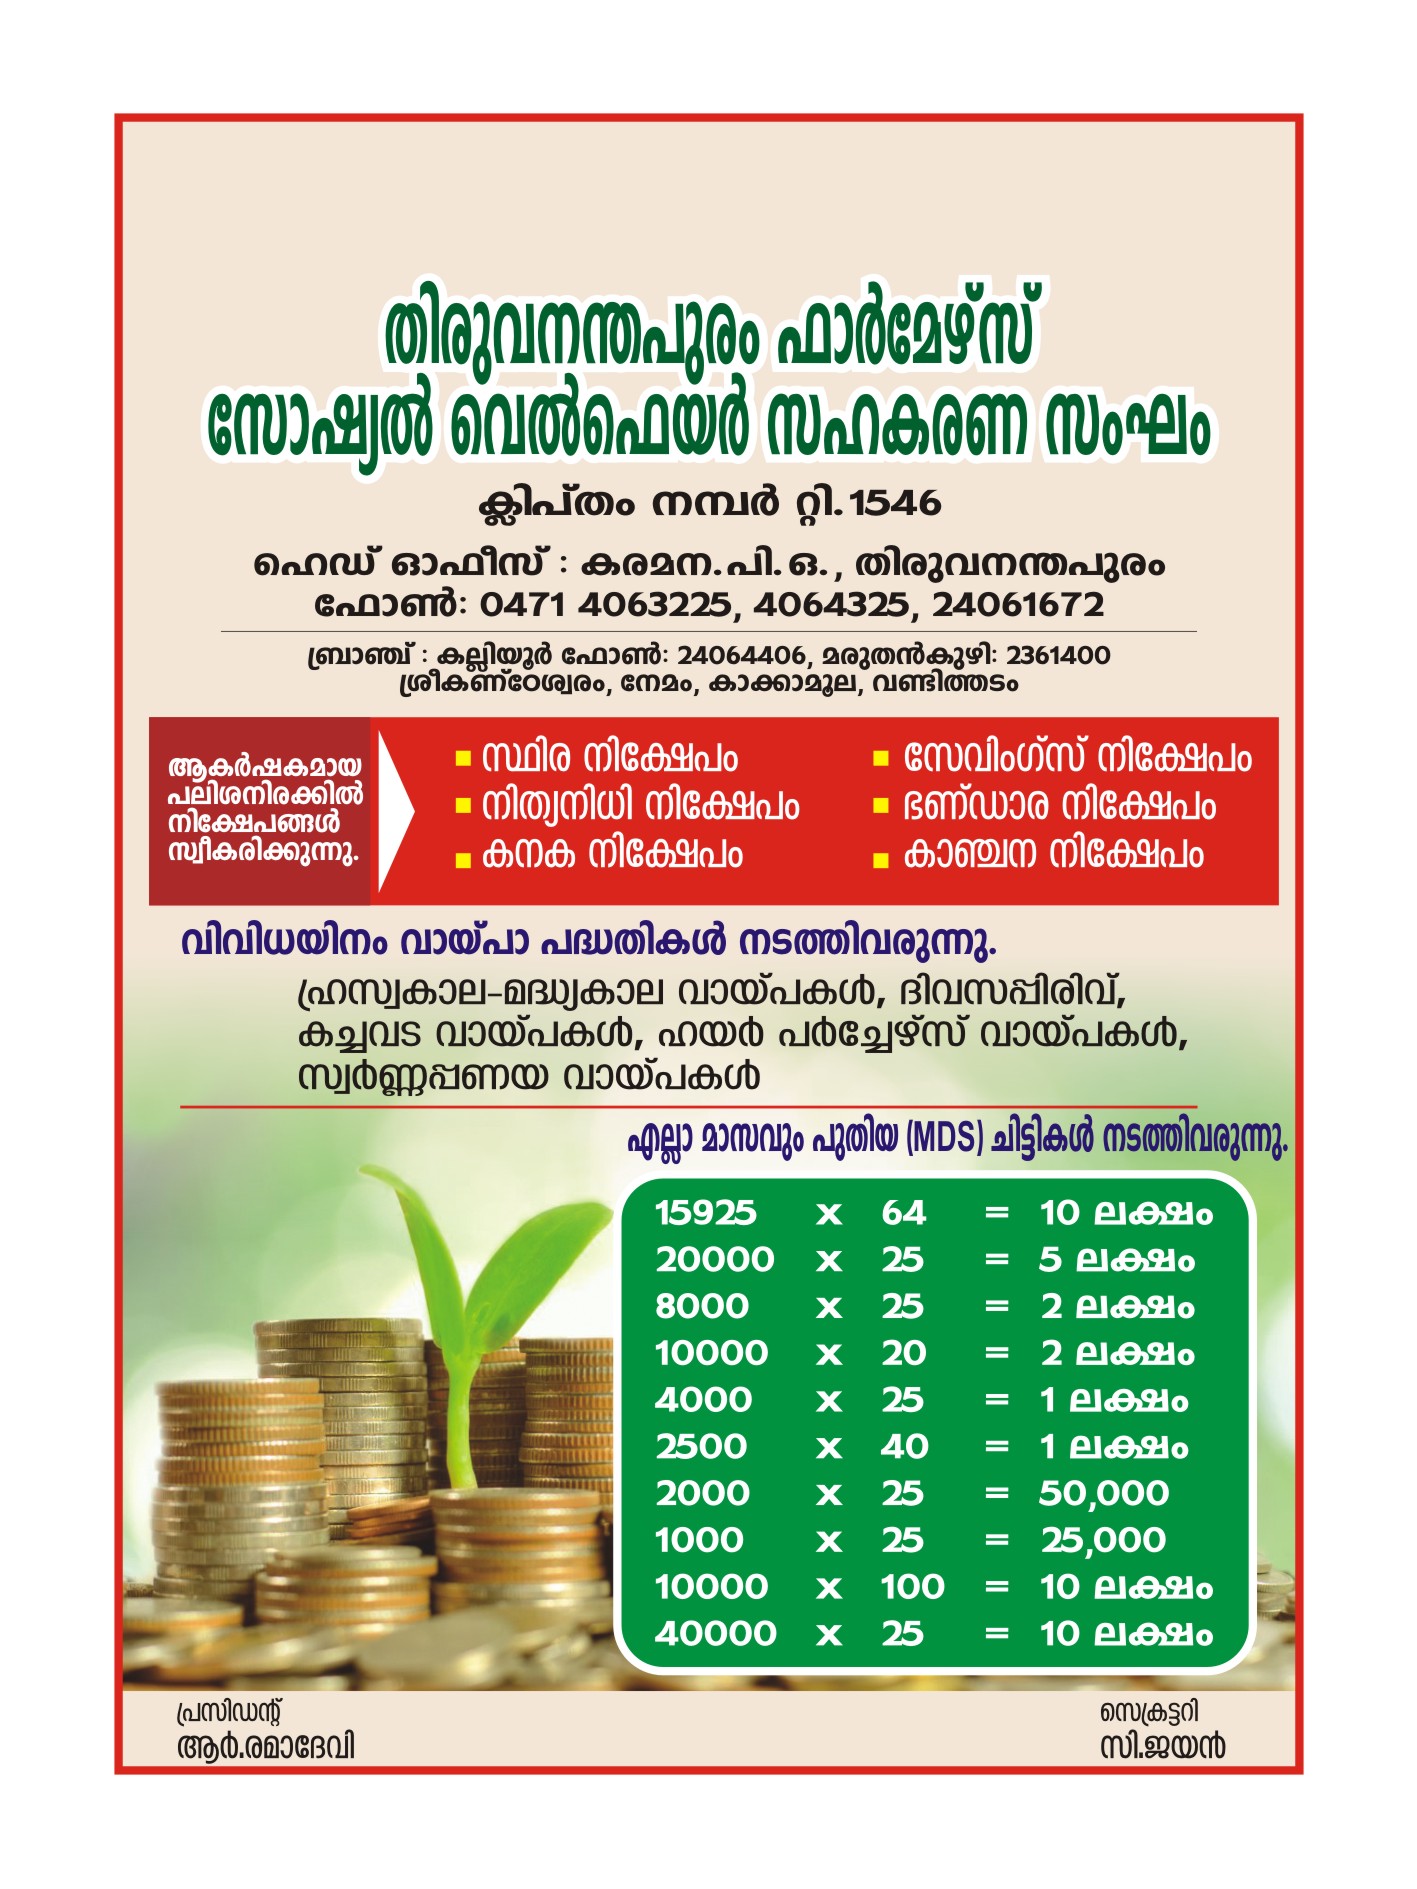 തിരുവനന്തപുരം ഫാർമേഴ്സ്
സോഷ്യൽ വെൽഫെയർ സഹകരണ സംഘം
ക്ലിപ്തം നമ്പർ റ്റി.1546
ഹെഡ് ഓഫീസ് : കരമന.പി.ഒ., തിരുവനന്തപുരം
ഫോൺ: 0471 4063225, 4064325, 24061672
ബ്രാഞ്ച് : കല്ലിയൂർ ഫോൺ: 24064406, മരുതൻകുഴി: 2361400
ശ്രീകണ്ഠേശ്വരം, നേമം, കാക്കാമൂല, വണ്ടിത്തടം
ആകർഷകമായ
പലിശനിരക്കിൽ
നിക്ഷേപങ്ങൾ
സ്വീകരിക്കുന്നു.
സ്ഥിര നിക്ഷേപം
നിത്യനിധി നിക്ഷേപം
കനക നിക്ഷേപം
സേവിംഗ്സ് നിക്ഷേപം
ഭണ്ഡാര നിക്ഷേപം
കാഞ്ചന നിക്ഷേപം
വിവിധയിനം വായ്പാ പദ്ധതികൾ നടത്തിവരുന്നു.
ഹ്രസ്വകാല-മദ്ധ്യകാല വായ്പകൾ, ദിവസപ്പിരിവ്,
കച്ചവട വായ്പകൾ, ഹയർ പർച്ചേഴ്സ് വായ്പകൾ,
സ്വർണ്ണപ്പണയ വായ്പകൾ
എല്ലാ മാസവും പുതിയ (MDS) ചിട്ടികൾ നടത്തിവരുന്നു.
15925 x 64 = 10 ലക്ഷം
20000 x 25 = 5 ലക്ഷം
8000 x 25 = 2 ലക്ഷം
10000 x 20 = 2 ലക്ഷം
4000 x 25 = 1 ലക്ഷം
2500 x 40 = 1 ലക്ഷം
2000 x 25 = 50,000
1000 x 25 = 25,000
10000 x 100 = 10 ലക്ഷം
40000 x 25 = 10 ലക്ഷം
പ്രസിഡന്റ്
ആർ.രമാദേവി
സെക്രട്ടറി
സി.ജയൻ